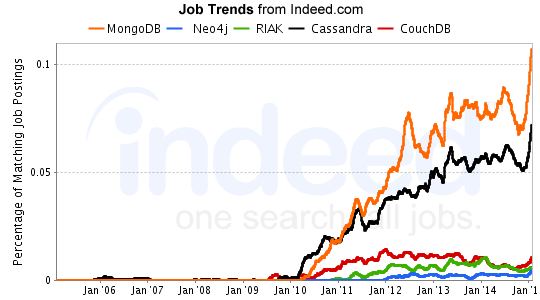 Job Trends from Indeed.com
MongoDB Neo4j RIAK Cassandra CouchDB
Percentage of Matching Job Postings
0.1
0.05
0
indeed
one search. all jobs.
Jan'06 Jan'07 Jan'08 Jan'09 Jan'10 Jan'11 Jan'12 Jan'13 Jan'14 Jan'1